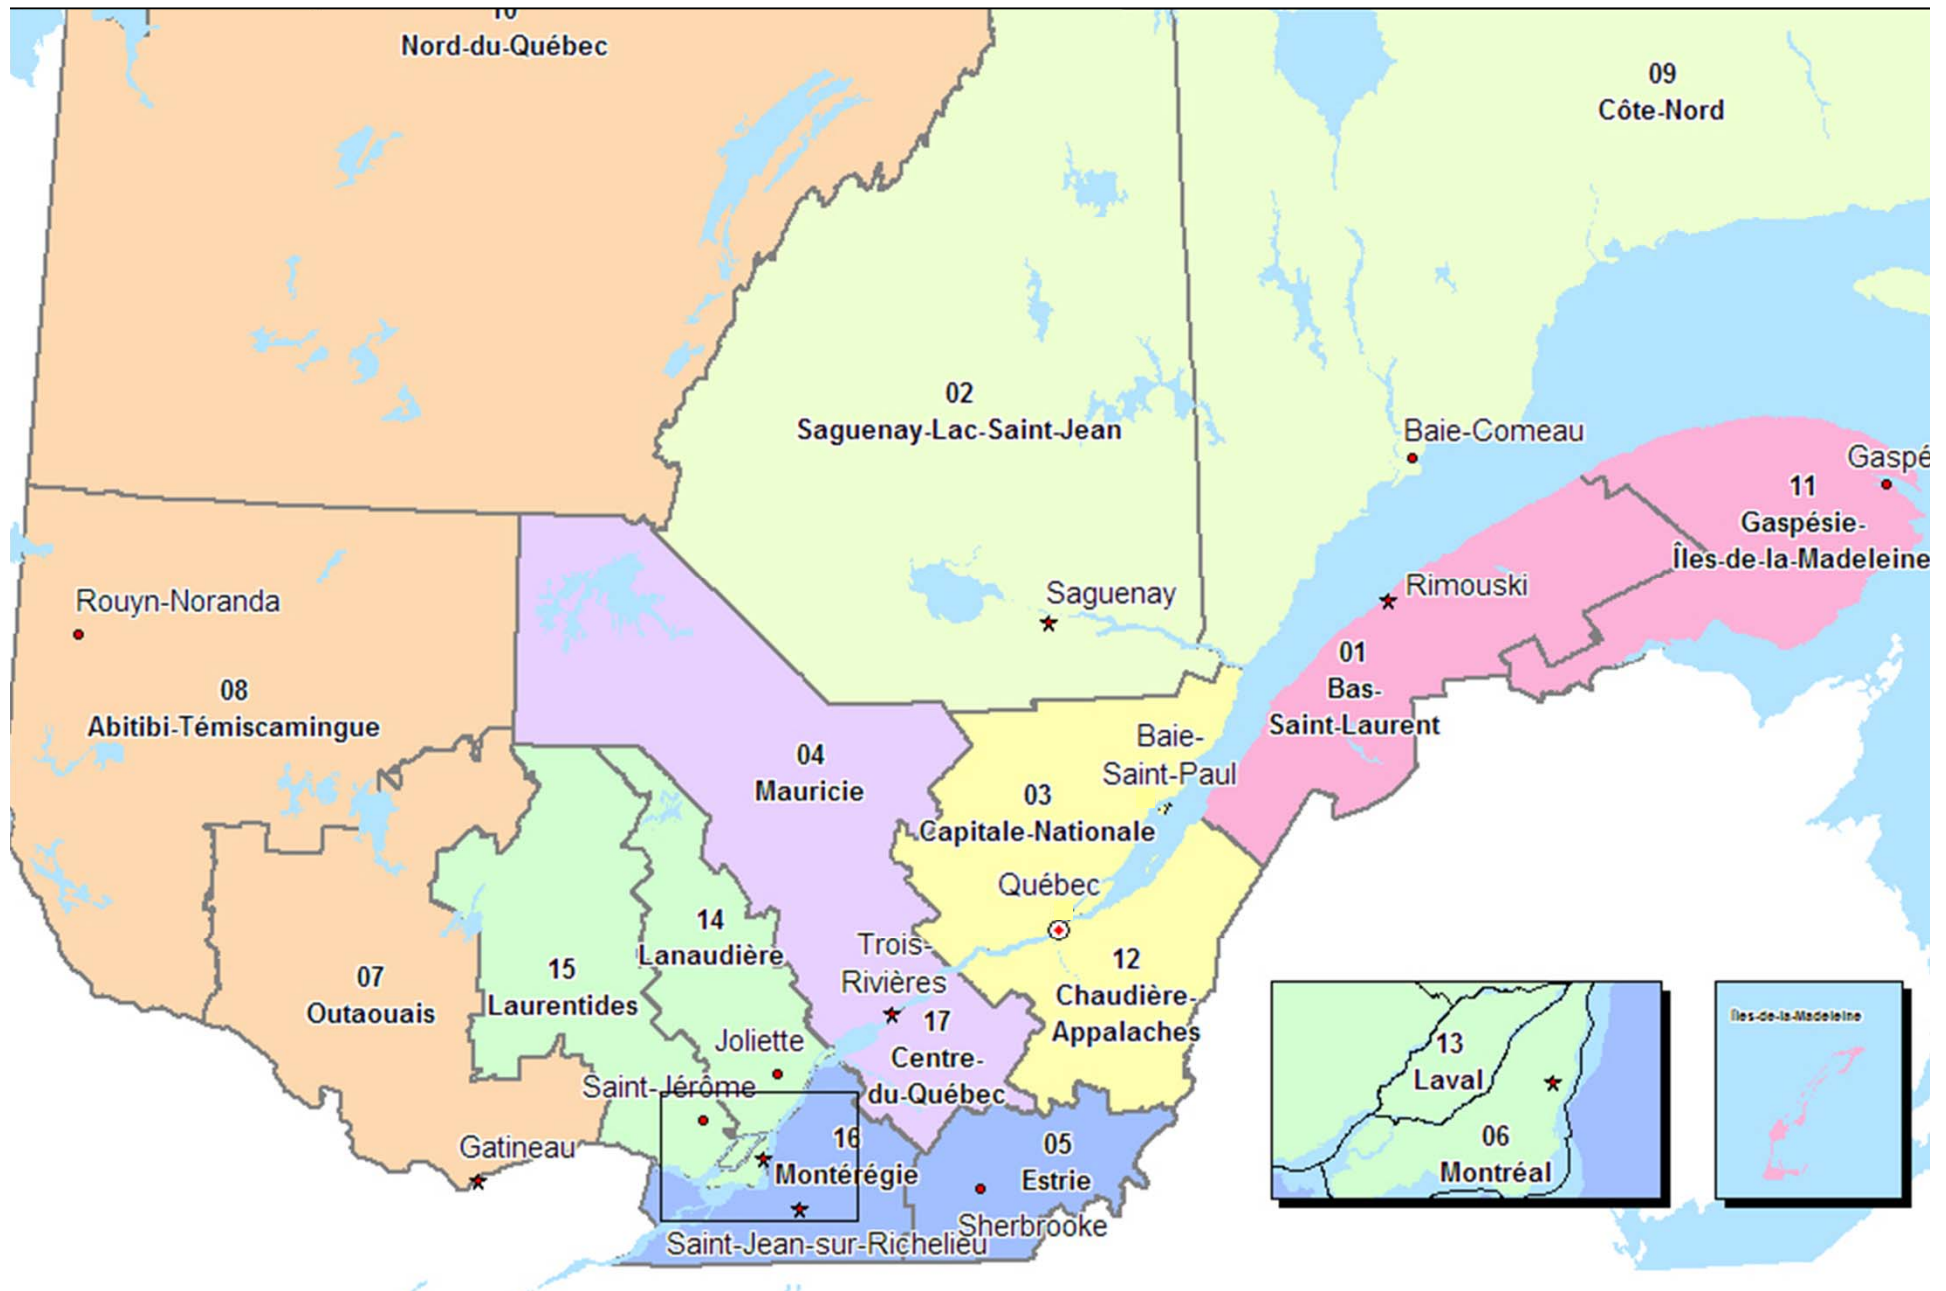 10
Nord-du-Québec
09
Côte-Nord
02
Saguenay-Lac-Saint-Jean
Baie-Comeau
Gaspé
11
Gaspésie-
Îles-de-la-Madeleine
Rouyn-Noranda
Saguenay
Rimouski
01
Bas-
Saint-Laurent
08
Abitibi-Témiscamingue
04
Mauricie
Baie-
Saint-Paul
03
Capitale-Nationale
Québec
14
Lanaudière
Trois-
Rivières
12
Chaudière-
Appalaches
07
Outaouais
15
Laurentides
17
Centre-
du-Québec
Joliette
Saint-Jérôme
Gatineau
16
Montérégie
05
Estrie
Sherbrooke
Saint-Jean-sur-Richelieu
13
Laval
06
Montréal
Îles-de-la-Madeleine